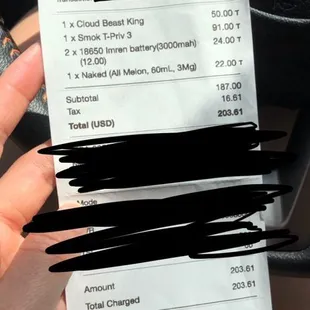 1 x Cloud Beast King 50.00 T
1 x Smok T-Priv 3 91.00 T
2 x 18650 Imren battery(3000mah) 24.00 T
(12.00)
1 x Naked (All Melon, 60mL, 3Mg) 22.00 T
Subtotal 187.00
Tax 16.61
Total (USD) 203.61
Mode
Amount 203.61
Total Charged 203.61